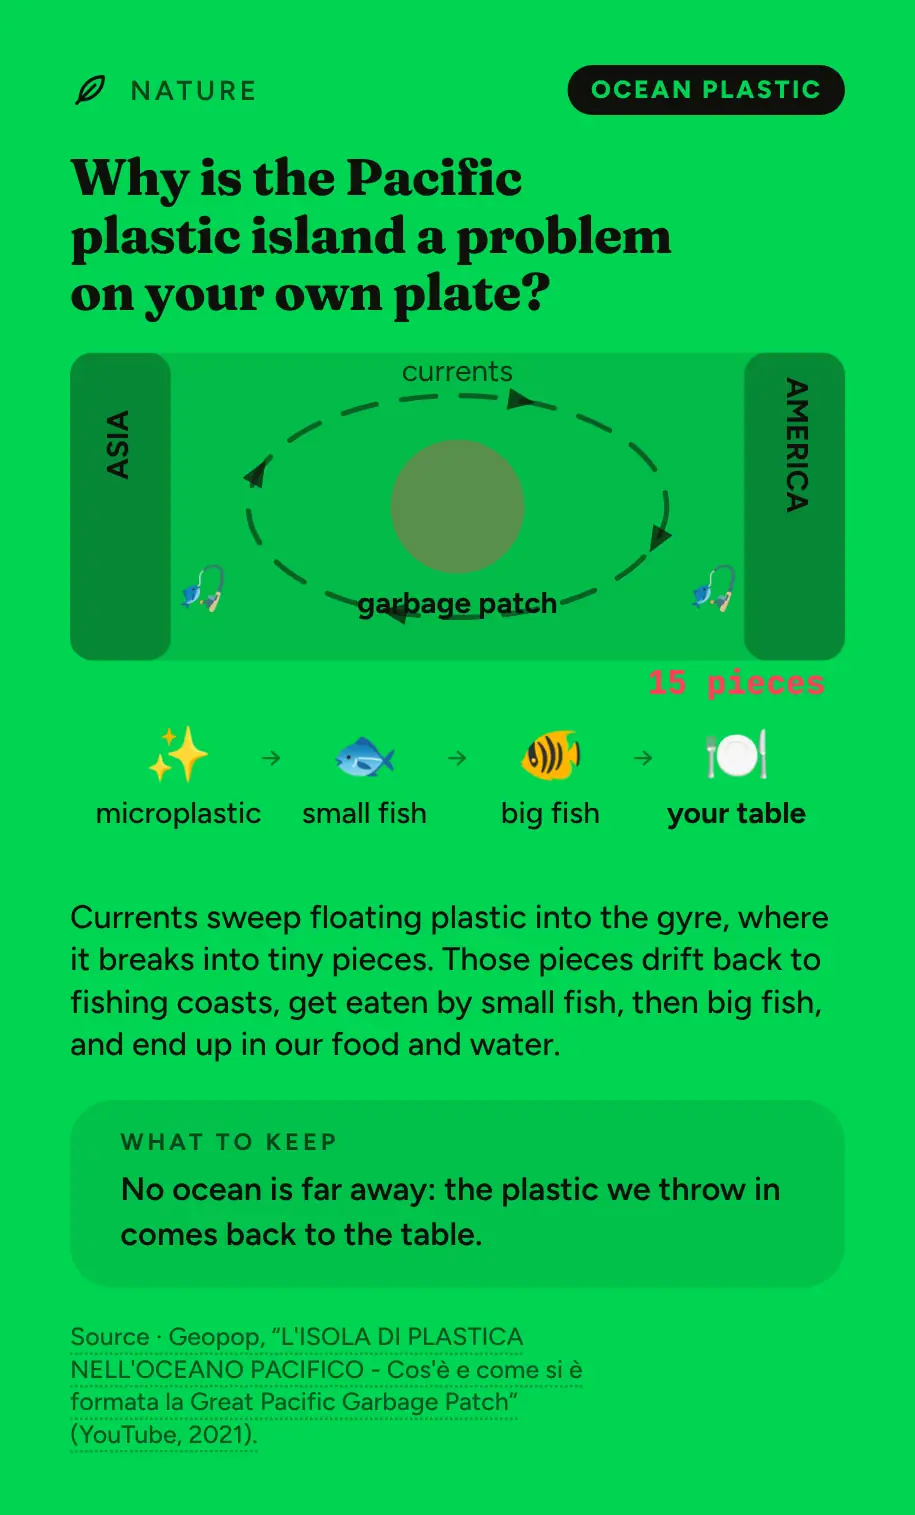 NATURE
OCEAN PLASTIC
Why is the Pacific
plastic island a problem
on your own plate?
currents
ASIA
AMERICA
garbage patch
15 pieces
microplastic
small fish
big fish
your table
Currents sweep floating plastic into the gyre, where
it breaks into tiny pieces. Those pieces drift back to
fishing coasts, get eaten by small fish, then big fish,
and end up in our food and water.
WHAT TO KEEP
No ocean is far away: the plastic we throw in
comes back to the table.
Source · Geopop, “L'ISOLA DI PLASTICA
NELL'OCEANO PACIFICO - Cos'è e come si è
formata la Great Pacific Garbage Patch”
(YouTube, 2021).